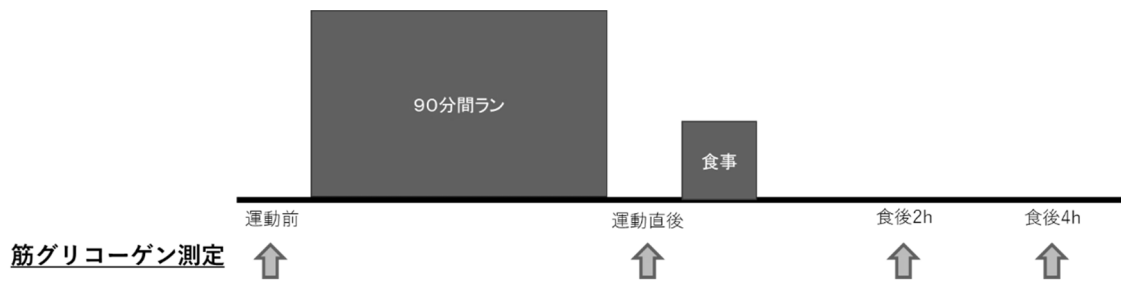 90分間ラン
食事
運動前
運動直後
食後2h
食後4h
筋グリコーゲン測定